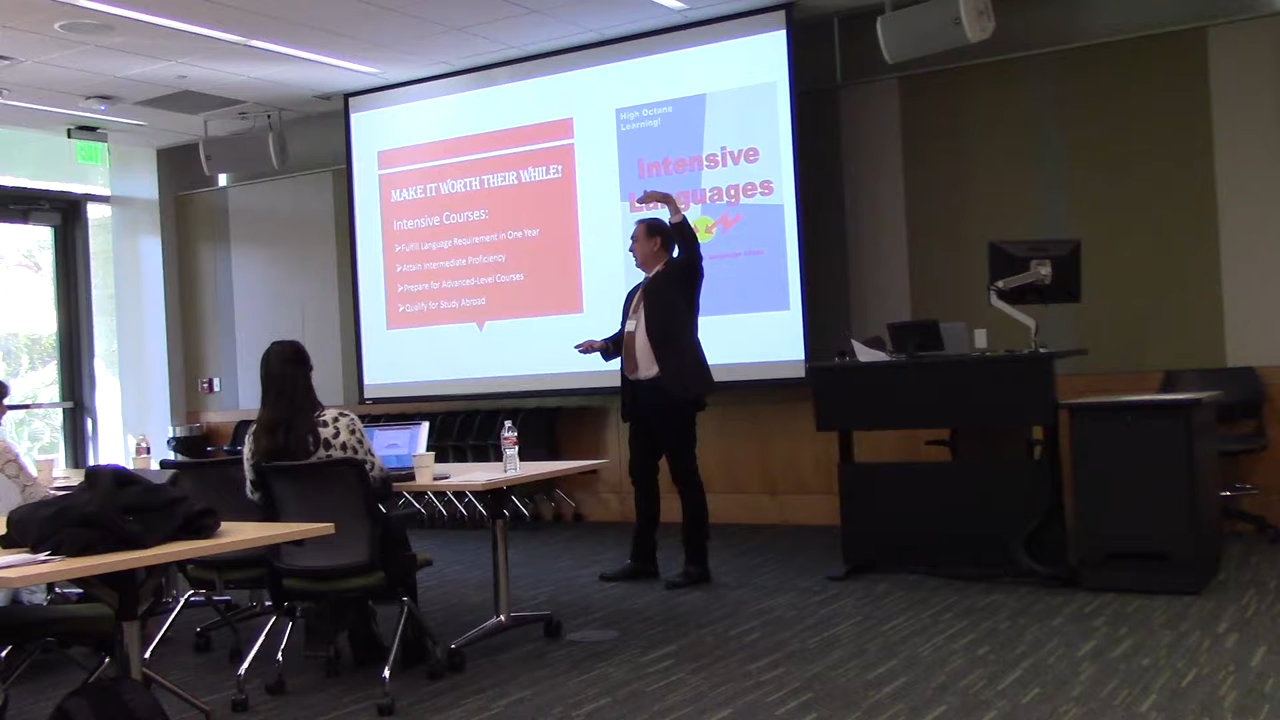 MAKE IT WORTH THEIR WHILE!
Intensive Courses:
➢Fulfill Language Requirement in One Year
➢Attain Intermediate Proficiency
➢Prepare for Advanced-Level Courses
➢Qualify for Study Abroad
High Octane
Learning!
Intensive
Languages
EXIT